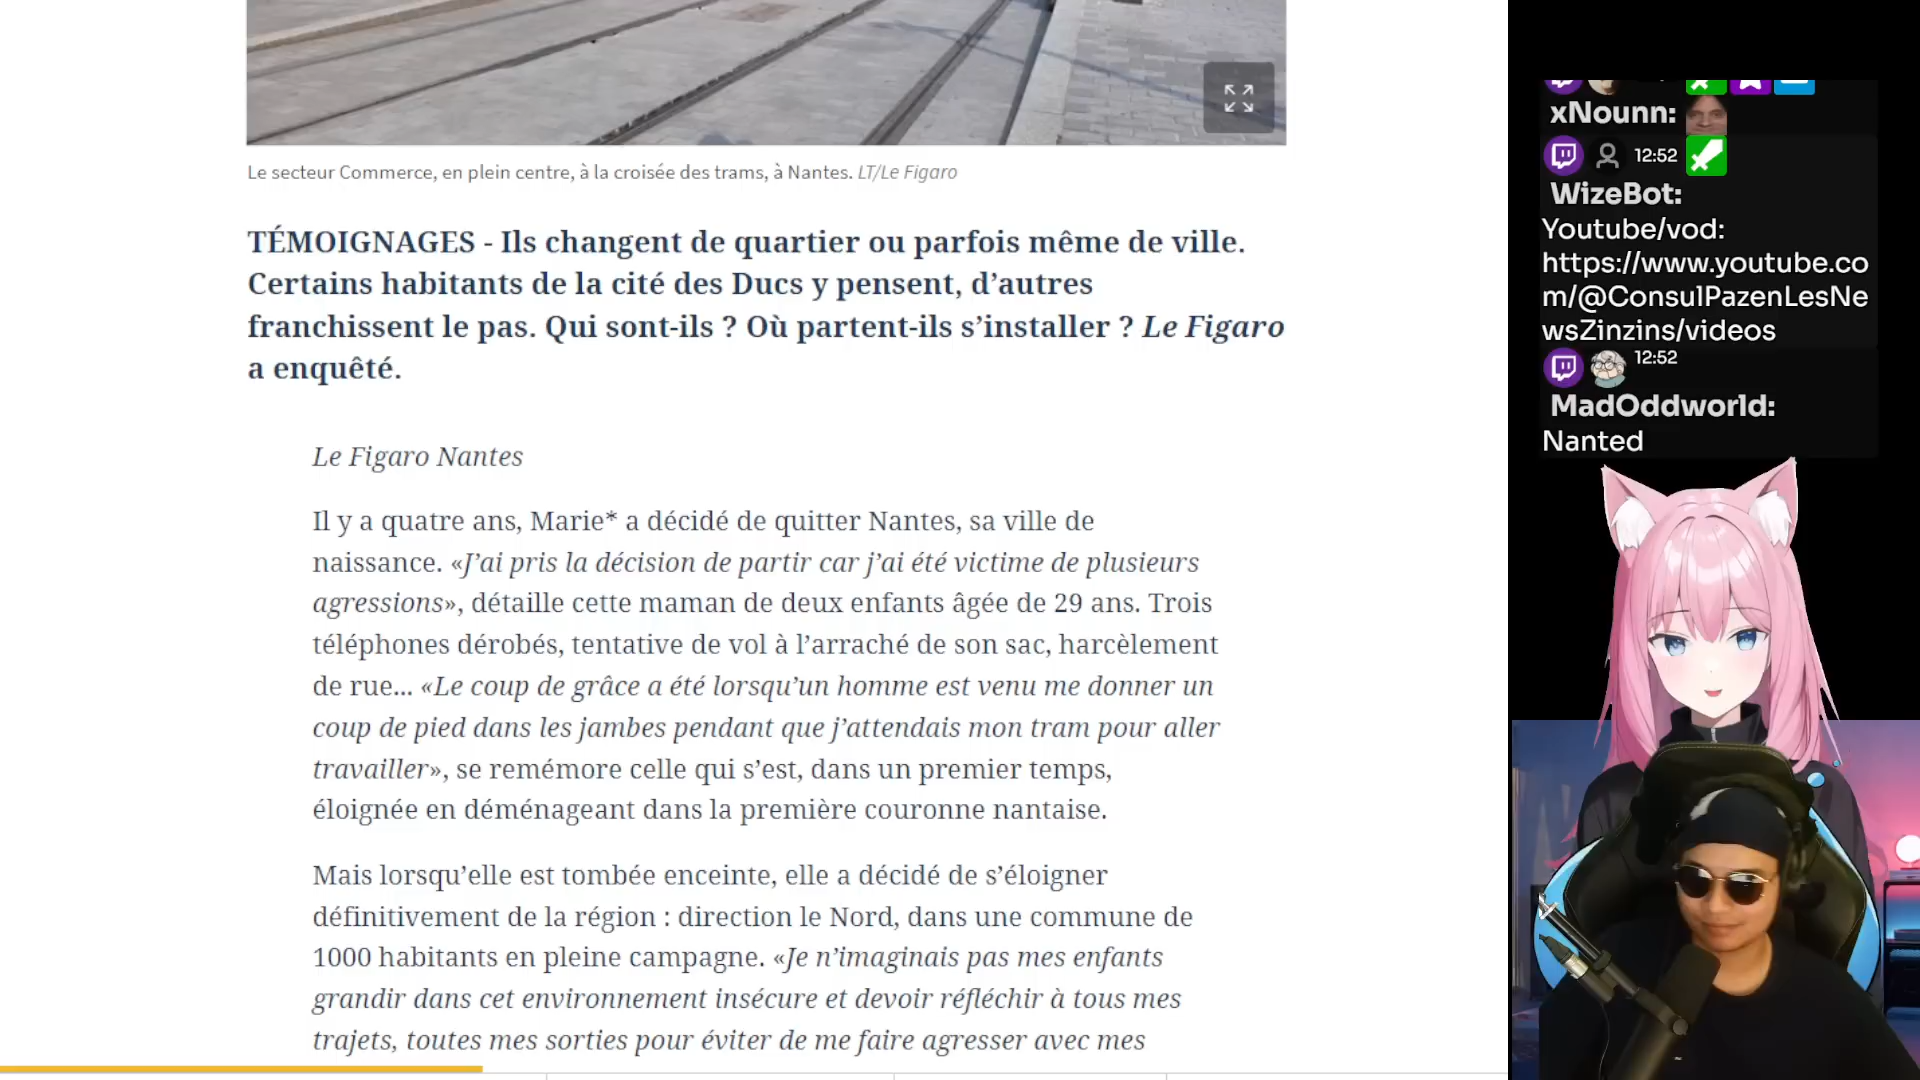 Le secteur Commerce, en plein centre, à la croisée des trams, à Nantes. LT/Le Figaro
TÉMOIGNAGES - Ils changent de quartier ou parfois même de ville.
Certains habitants de la cité des Ducs y pensent, d’autres
franchissent le pas. Qui sont-ils ? Où partent-ils s’installer ? Le Figaro
a enquêté.
Le Figaro Nantes
Il y a quatre ans, Marie* a décidé de quitter Nantes, sa ville de
naissance. «J’ai pris la décision de partir car j’ai été victime de plusieurs
agressions», détaille cette maman de deux enfants âgée de 29 ans. Trois
téléphones dérobés, tentative de vol à l’arraché de son sac, harcèlement
de rue... «Le coup de grâce a été lorsqu’un homme est venu me donner un
coup de pied dans les jambes pendant que j’attendais mon tram pour aller
travailler», se remémore celle qui s’est, dans un premier temps,
éloignée en déménageant dans la première couronne nantaise.
Mais lorsqu’elle est tombée enceinte, elle a décidé de s’éloigner
définitivement de la région : direction le Nord, dans une commune de
1000 habitants en pleine campagne. «Je n’imaginais pas mes enfants
grandir dans cet environnement insécure et devoir réfléchir à tous mes
trajets, toutes mes sorties pour éviter de me faire agresser avec mes
xNounn:
12:52
WizeBot:
Youtube/vod:
https://www.youtube.co
m/@ConsulPazenLesNe
wsZinzins/videos
12:52
MadOddworld:
Nanted